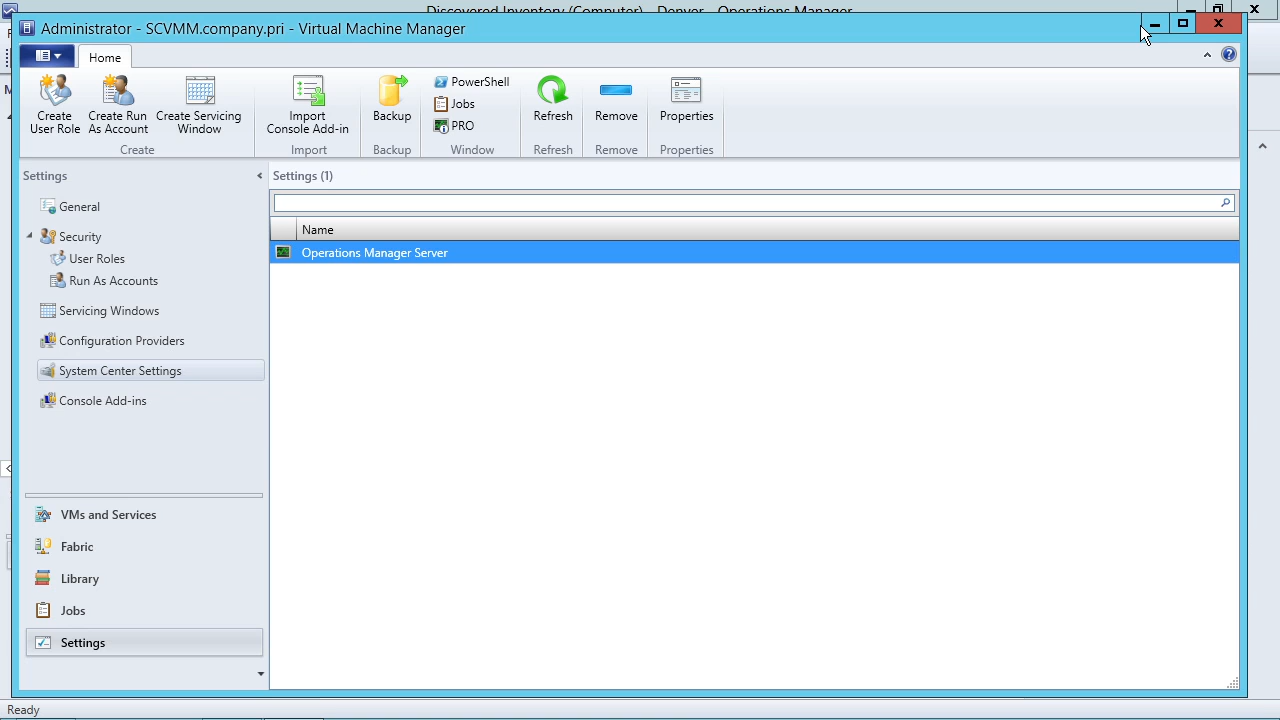 Discovered Inventory (Computer) - Denver - Operations Manager
Administrator - SCVMM.company.pri - Virtual Machine Manager
Home
Create User Role
Create Run As Account
Create Servicing Window
Create
Import Console Add-in
Import
Backup
Backup
PowerShell
Jobs
PRO
Window
Refresh
Refresh
Remove
Remove
Properties
Properties
Settings
General
Security
User Roles
Run As Accounts
Servicing Windows
Configuration Providers
System Center Settings
Console Add-ins
VMs and Services
Fabric
Library
Jobs
Settings
Settings (1)
Name
Operations Manager Server
Ready